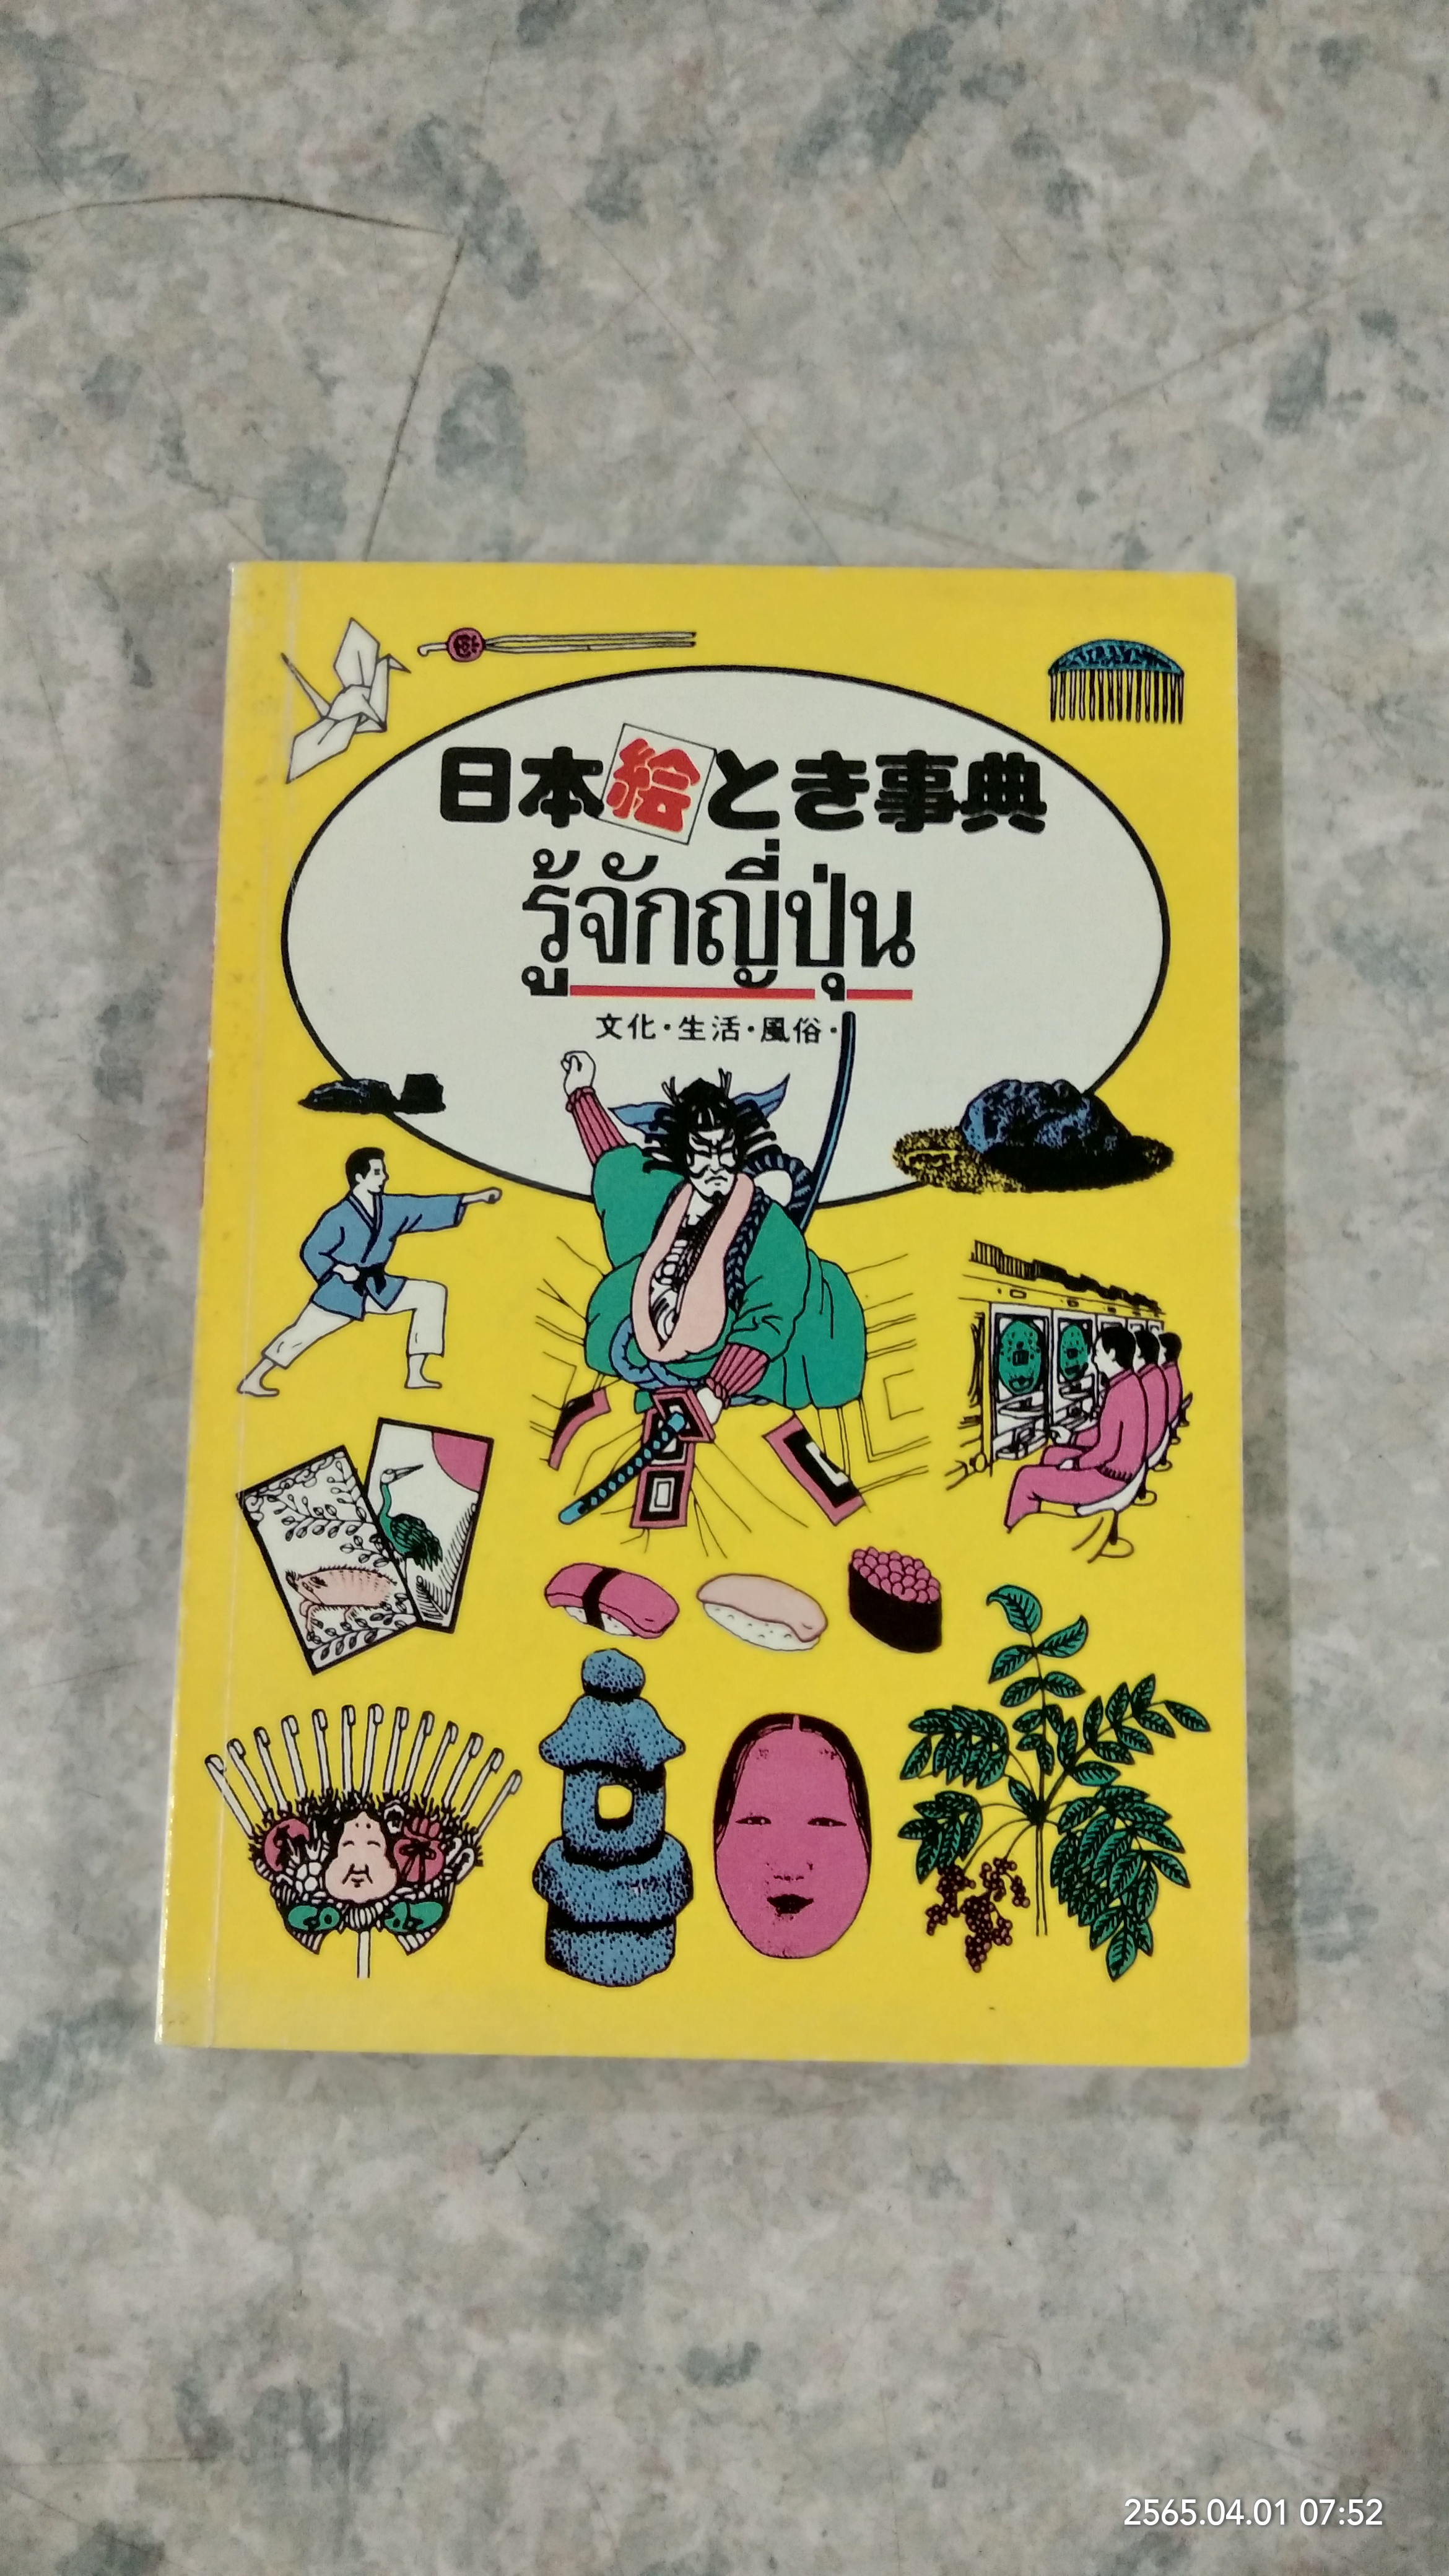 日本絵とき事典
รู้จักญี่ปุ่น
文化・生活・風俗・
2565.04.01 07:52